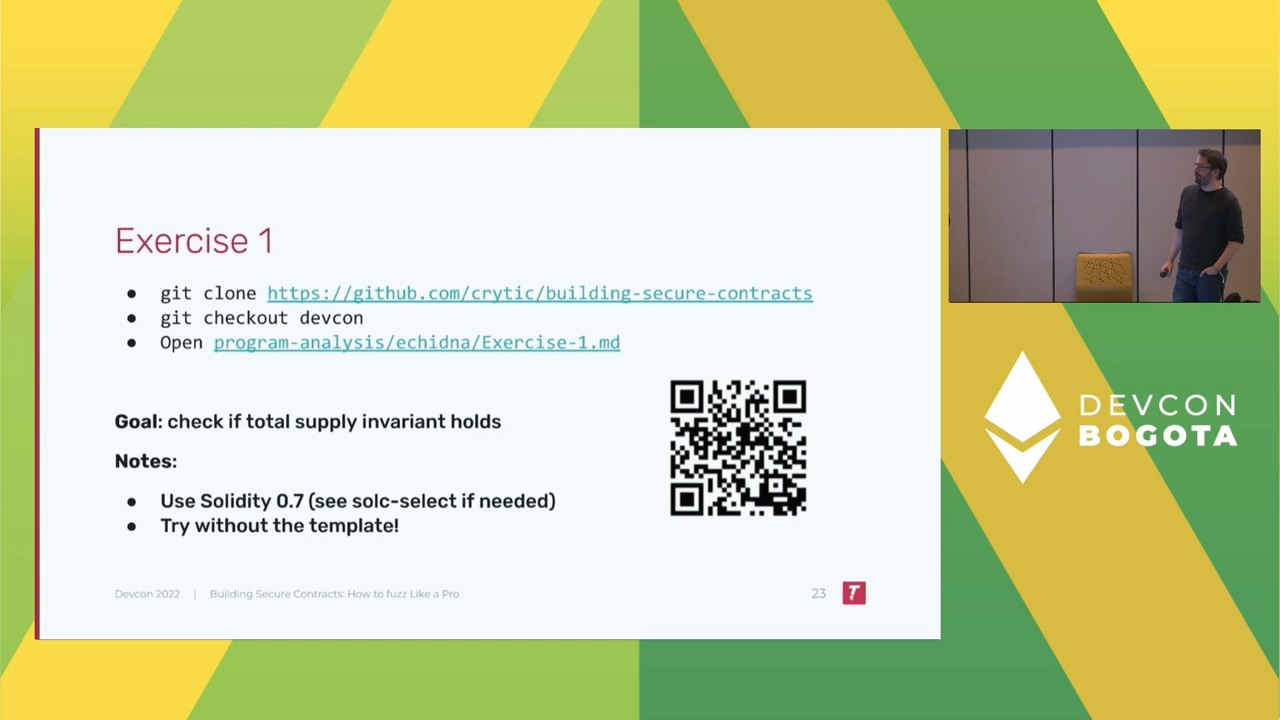 Exercise 1
● git clone https://github.com/crytic/building-secure-contracts
● git checkout devcon
● Open program-analysis/echidna/Exercise-1.md
Goal: check if total supply invariant holds
Notes:
● Use Solidity 0.7 (see solc-select if needed)
● Try without the template!
Devcon 2022 | Building Secure Contracts: How to fuzz Like a Pro
23
T
DEVCON
BOGOTA